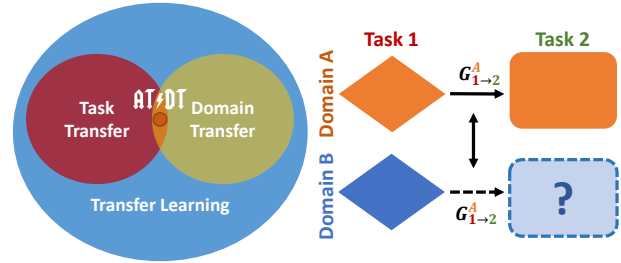 AT⚡DT
Task
Transfer
Domain
Transfer
Transfer Learning
Task 1
Task 2
Domain A
G^A_{1→2}
Domain B
G^A_{1→2}
?